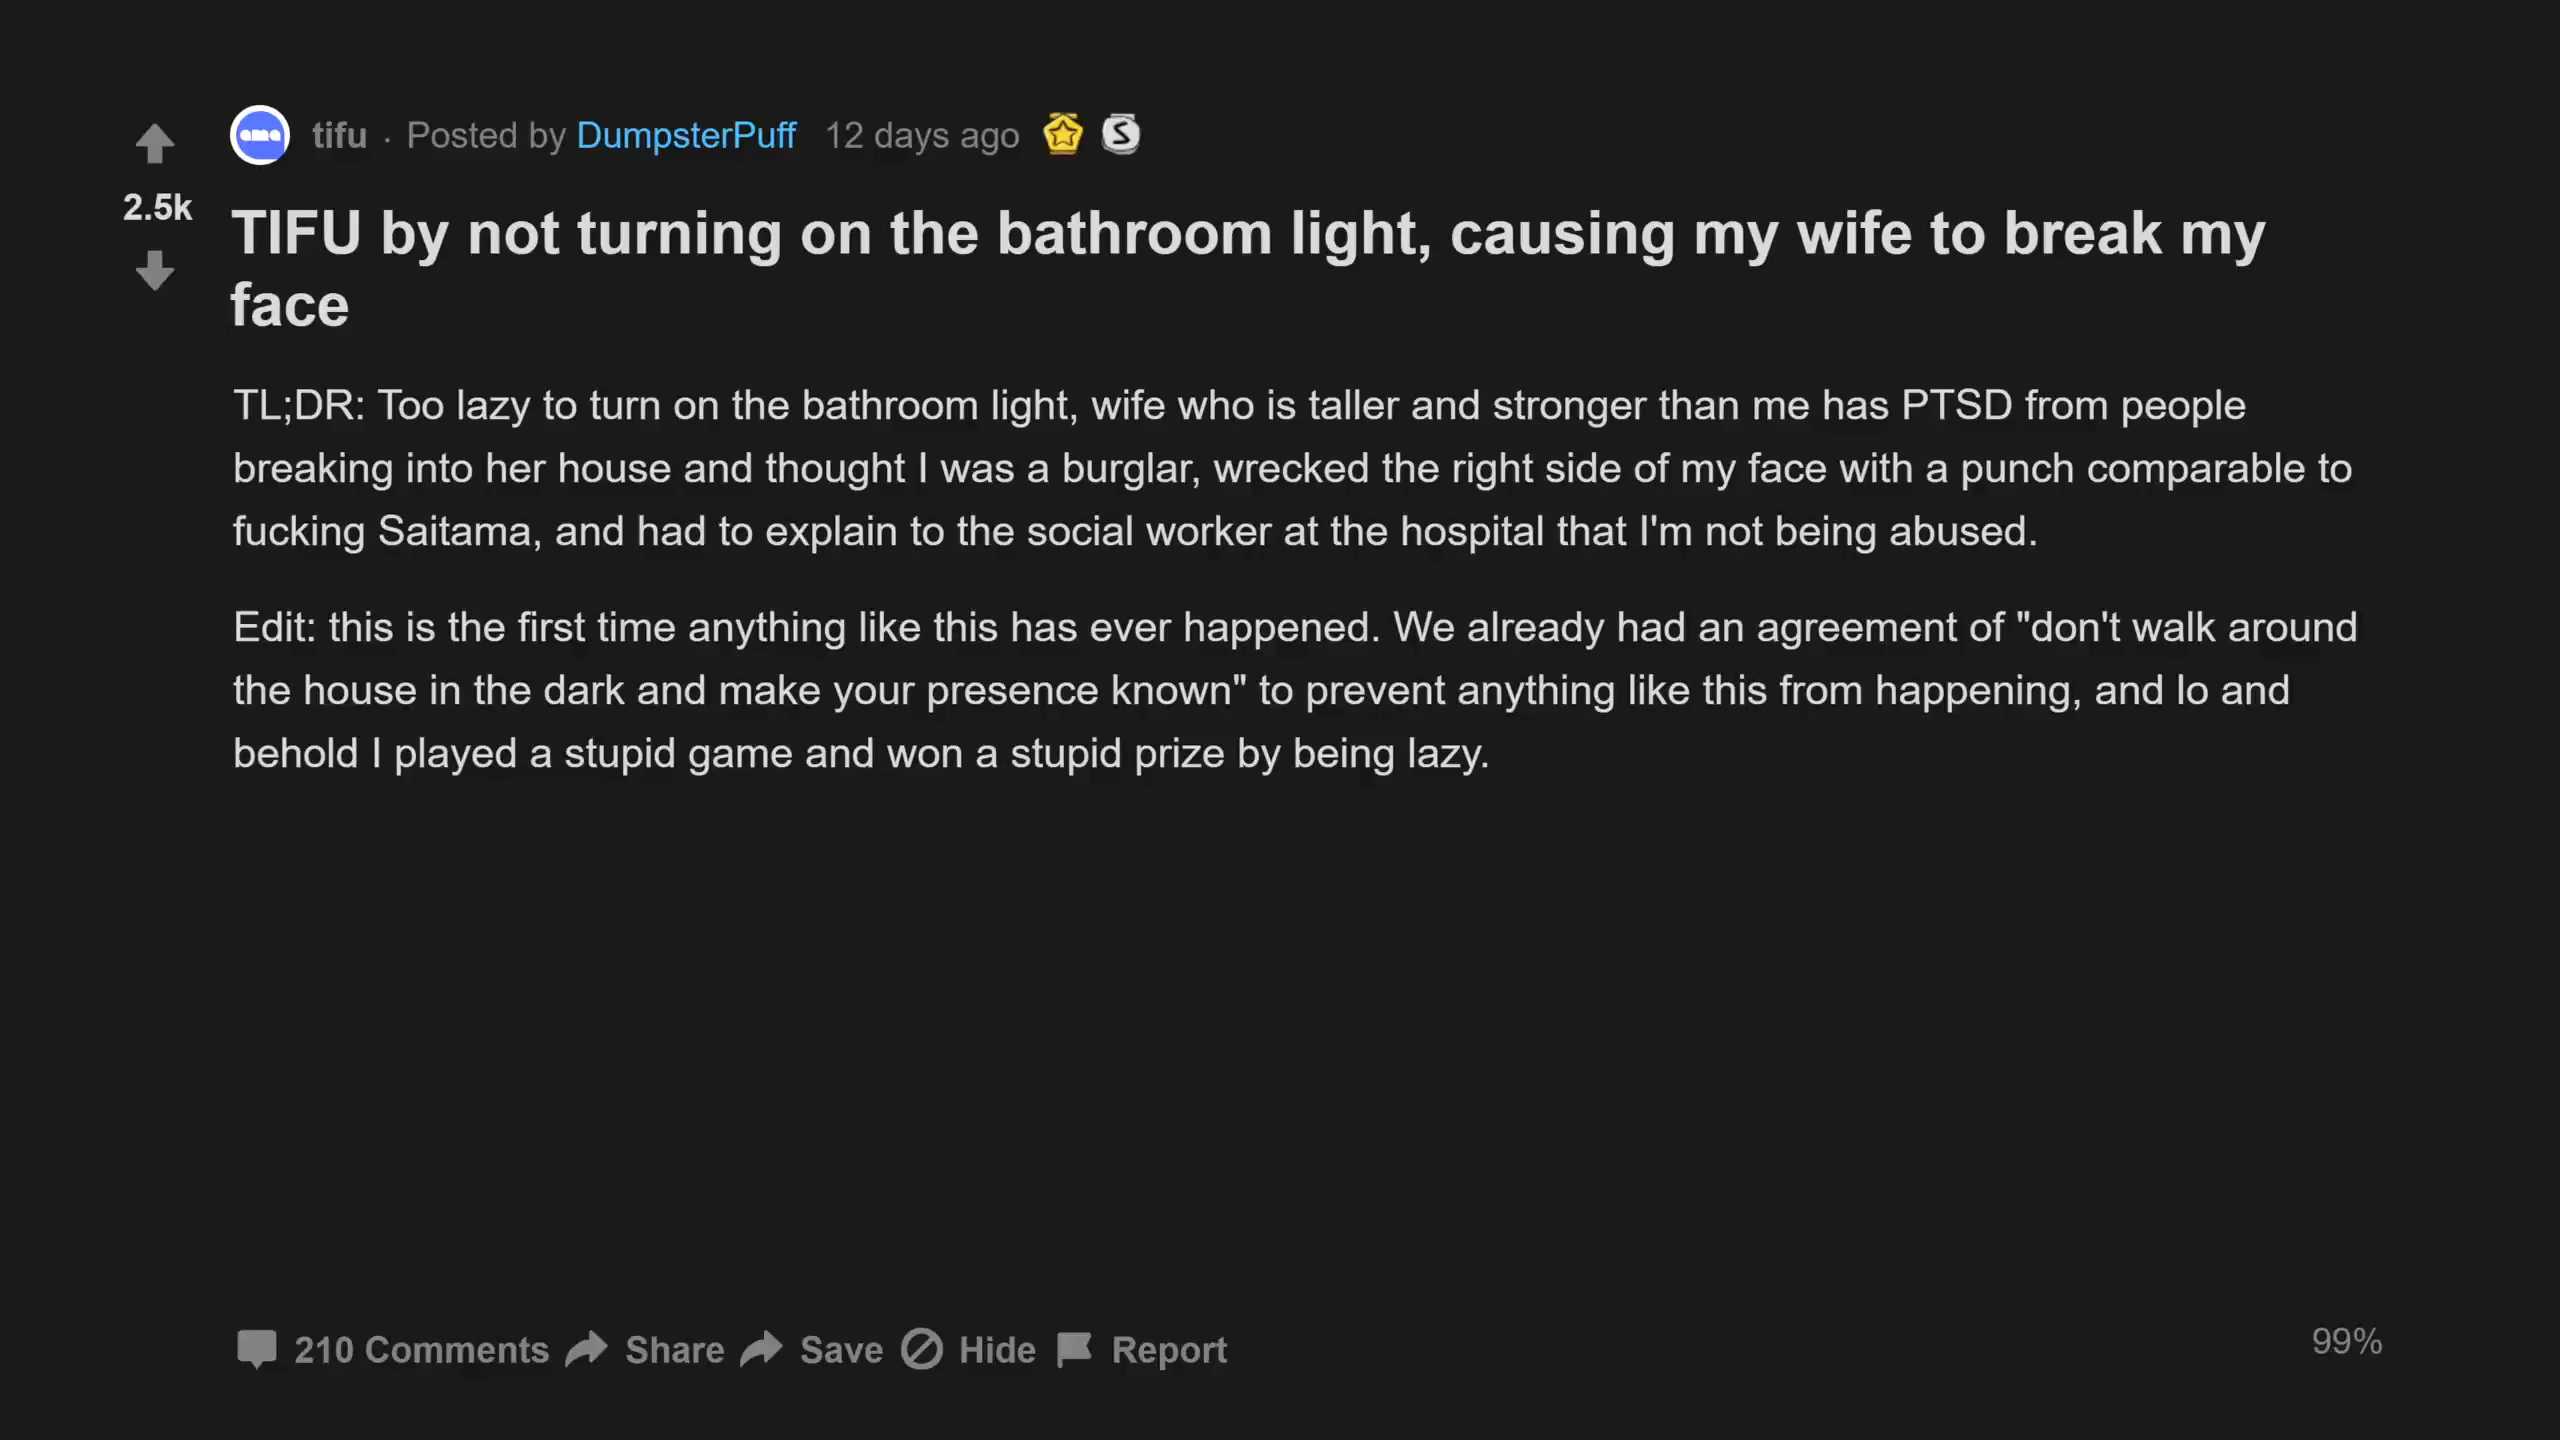 tifu · Posted by DumpsterPuff 12 days ago
2.5k
TIFU by not turning on the bathroom light, causing my wife to break my
face
TL;DR: Too lazy to turn on the bathroom light, wife who is taller and stronger than me has PTSD from people
breaking into her house and thought I was a burglar, wrecked the right side of my face with a punch comparable to
fucking Saitama, and had to explain to the social worker at the hospital that I'm not being abused.
Edit: this is the first time anything like this has ever happened. We already had an agreement of "don't walk around
the house in the dark and make your presence known" to prevent anything like this from happening, and lo and
behold I played a stupid game and won a stupid prize by being lazy.
210 Comments Share Save Hide Report
99%